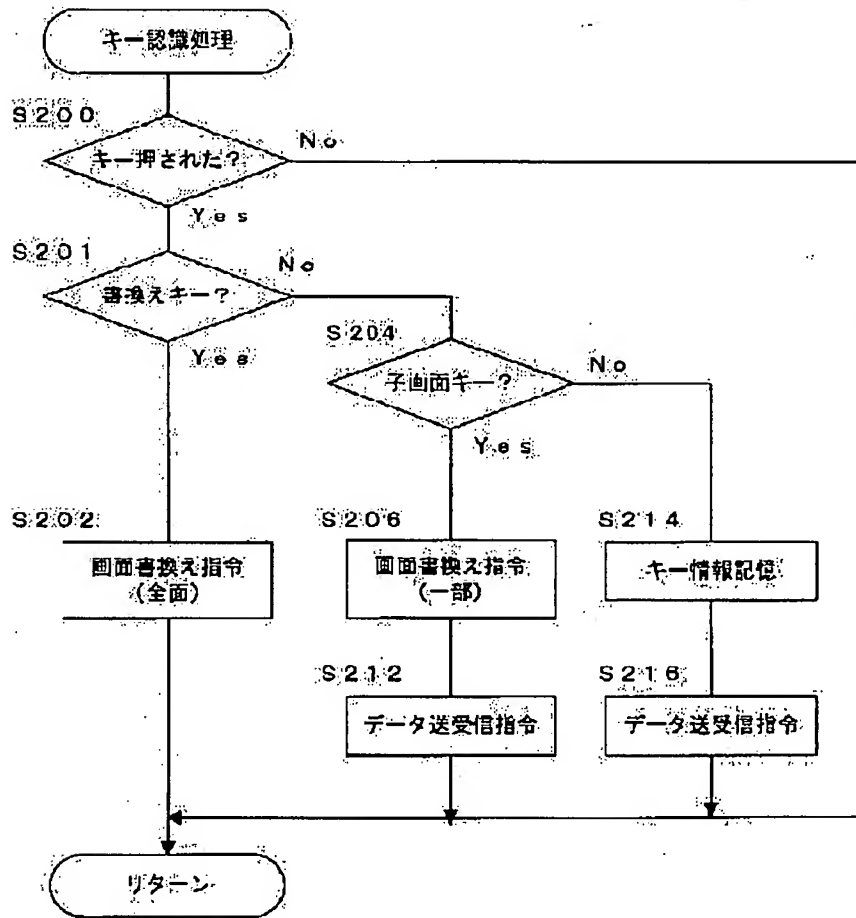 キー認識処理
S200
キー押された?
No
Yes
S201
書換えキー?
No
Yes
S204
子画面キー?
No
Yes
S202
画面書換え指令
(全面)
S206
画面書換え指令
(一部)
S214
キー情報記憶
S212
データ送受信指令
S216
データ送受信指令
リターン